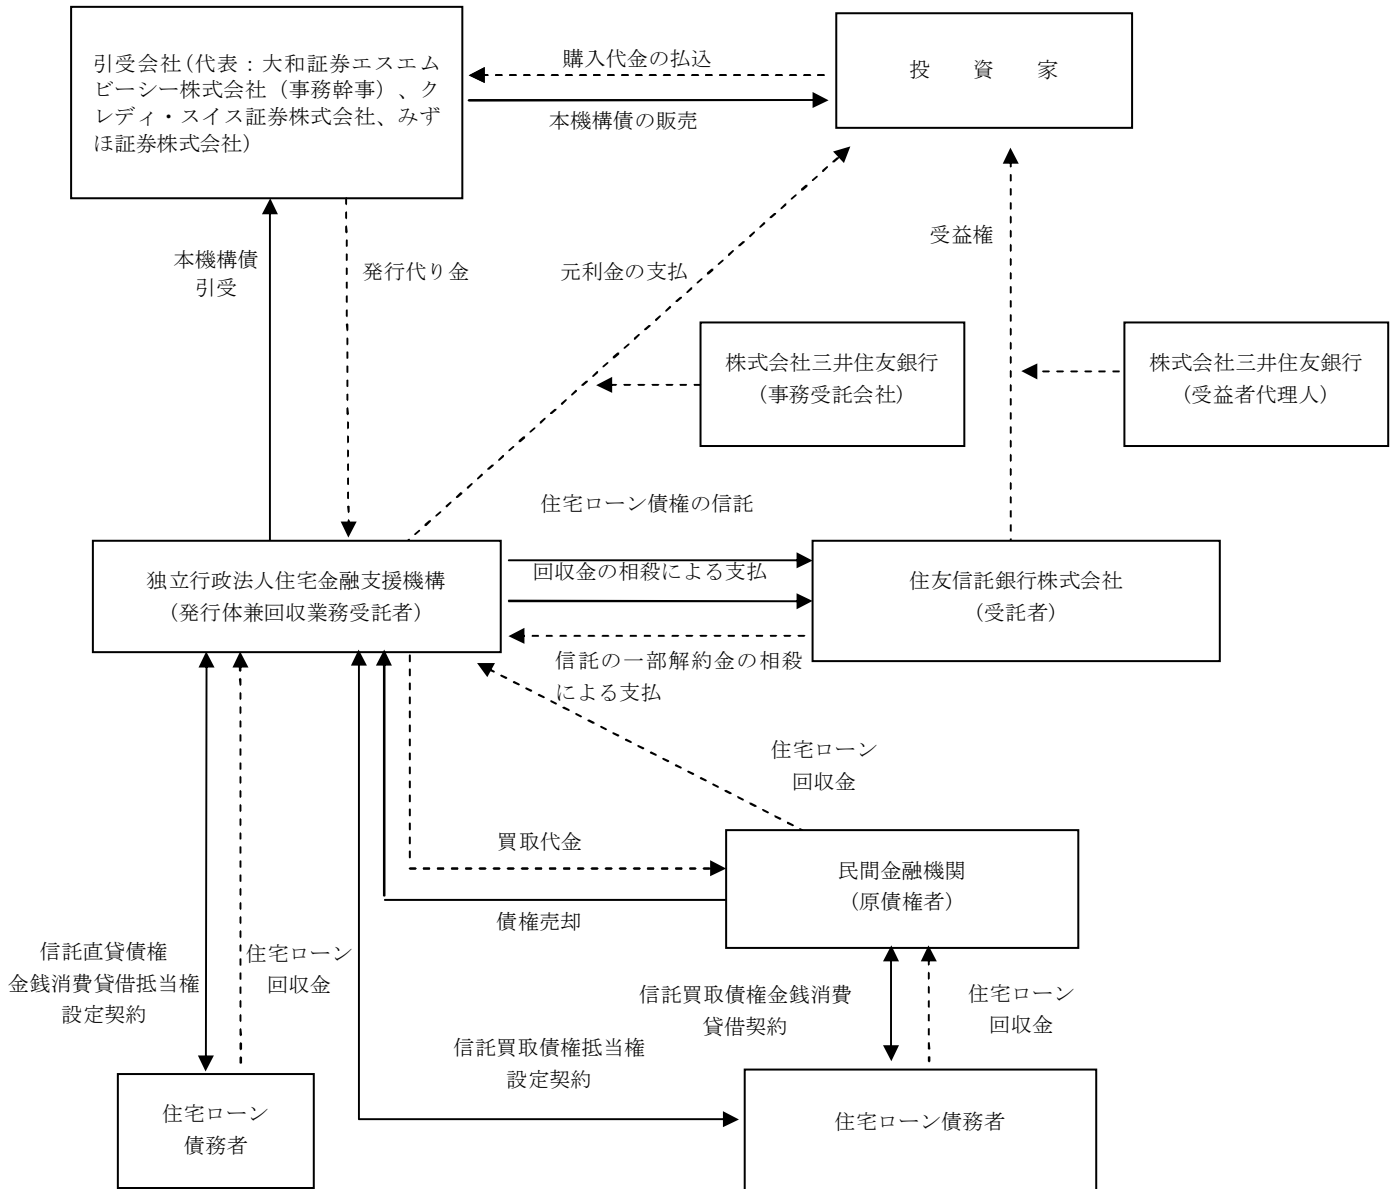 引受会社(代表：大和証券エスエム
ビーシー株式会社（事務幹事）、ク
レディ・スイス証券株式会社、みず
ほ証券株式会社)
購入代金の払込
本機構債の販売
投　資　家
本機構債
引受
発行代り金
元利金の支払
受益権
株式会社三井住友銀行
（事務受託会社）
株式会社三井住友銀行
（受益者代理人）
住宅ローン債権の信託
独立行政法人住宅金融支援機構
（発行体兼回収業務受託者）
回収金の相殺による支払
住友信託銀行株式会社
（受託者）
信託の一部解約金の相殺
による支払
住宅ローン
回収金
買取代金
民間金融機関
（原債権者）
債権売却
信託直貸債権
金銭消費貸借抵当権
設定契約
住宅ローン
回収金
信託買取債権金銭消費
貸借契約
住宅ローン
回収金
信託買取債権抵当権
設定契約
住宅ローン
債務者
住宅ローン債務者